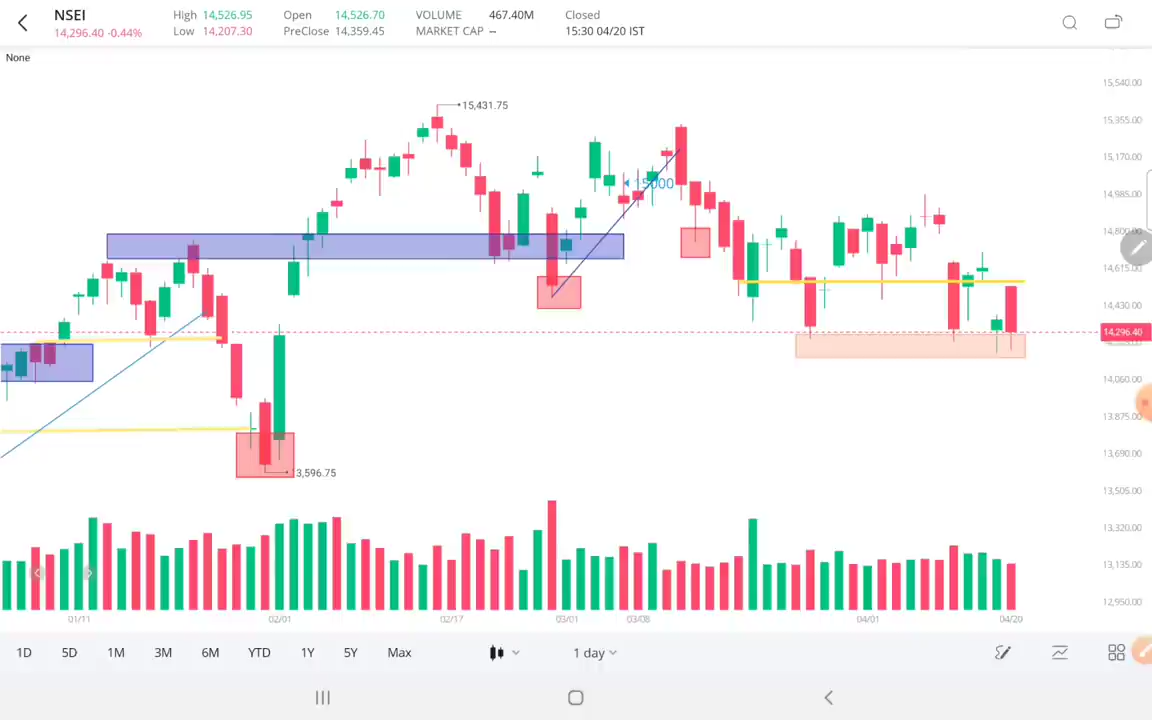 NSEI
14,296.40 -0.44%
High 14,526.95
Low 14,207.30
Open 14,526.70
PreClose 14,359.45
VOLUME 467.40M
MARKET CAP --
Closed
15:30 04/20 IST
None
15,431.75
15000
13,596.75
15,540.00
15,355.00
15,170.00
14,985.00
14,800.00
14,615.00
14,430.00
14,296.40
14,060.00
13,875.00
13,690.00
13,505.00
13,320.00
13,135.00
12,950.00
01/11 02/01 02/17 03/01 03/08 04/01 04/20
1D 5D 1M 3M 6M YTD 1Y 5Y Max 1 day